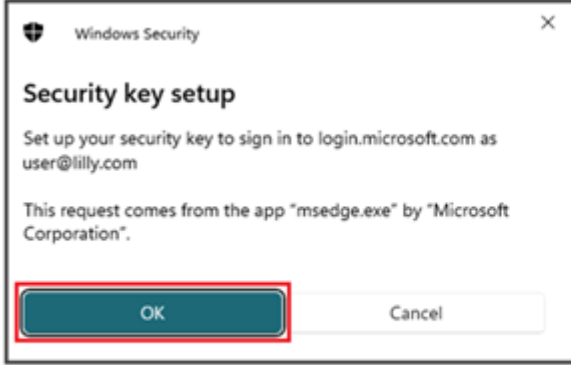 Windows Security
Security key setup
Set up your security key to sign in to login.microsoft.com as
user@lilly.com
This request comes from the app "msedge.exe" by "Microsoft
Corporation".
OK
Cancel